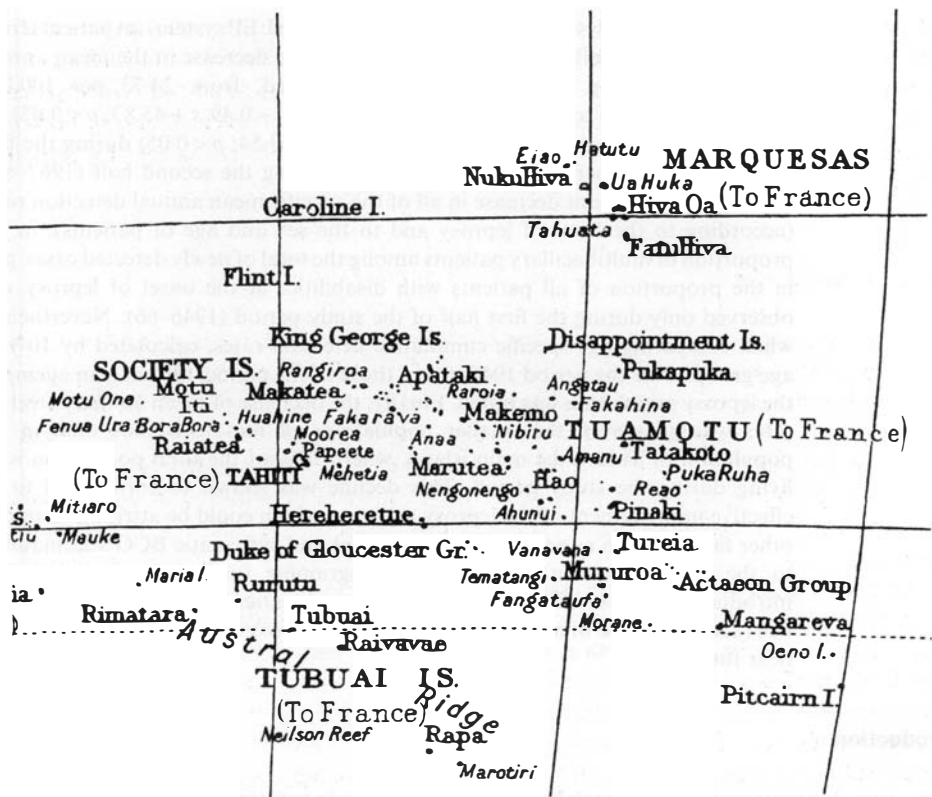 Eiao Hatutu
MARQUESAS
NukuHiva
UaHuka
Hiva Oa (To France)
Caroline I.
Tahuata
FatuHiva
Flint I.
King George Is.
Disappointment Is.
SOCIETY IS.
Rangiroa
Apataki
Pukapuka
Motu
Iti
Makatea
Raroia
Angatau
Motu One
Huahine Fakarava
Makemo
Fakahina
Fenua Ura BoraBora
Moorea
Anaa
Nibiru
TUAMOTU (To France)
Raiatea
Papeete
Amanu
Tatakoto
(To France) TAHITI
Mehetia
Marutea
Hao
PukaRuha
Nengonengo
Reao
Mitiaro
Hereheretue
Ahunui
Pinaki
Mauke
Duke of Gloucester Gr.
Vanavana
Tureia
Maria I.
Rurutu
Tematangi
Mururoa
Actaeon Group
ia
Rimatara
Tubuai
Fangataufa
Morane
Mangareva
Austral
Raivavae
Oeno I.
TUBUAI IS.
Ridge
Pitcairn I.
(To France)
Neilson Reef
Rapa
Marotiri